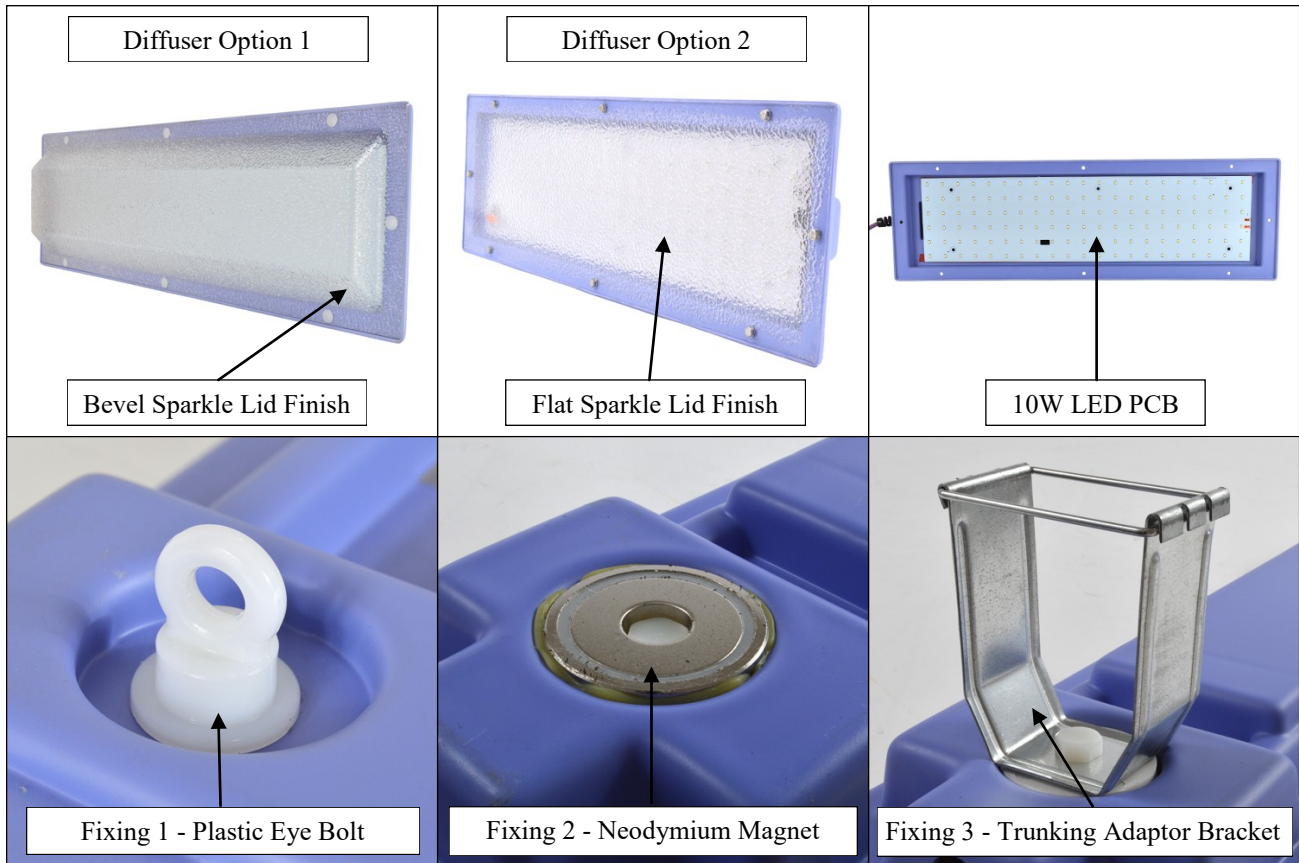 Diffuser Option 1
Diffuser Option 2
Bevel Sparkle Lid Finish
Flat Sparkle Lid Finish
10W LED PCB
Fixing 1 - Plastic Eye Bolt
Fixing 2 - Neodymium Magnet
Fixing 3 - Trunking Adaptor Bracket